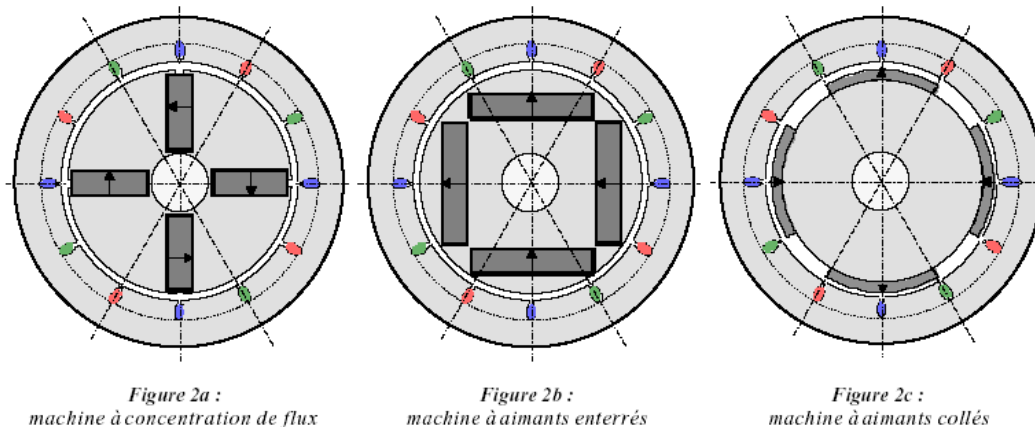 Figure 2a :
machine à concentration de flux
Figure 2b :
machine à aimants enterrés
Figure 2c :
machine à aimants collés